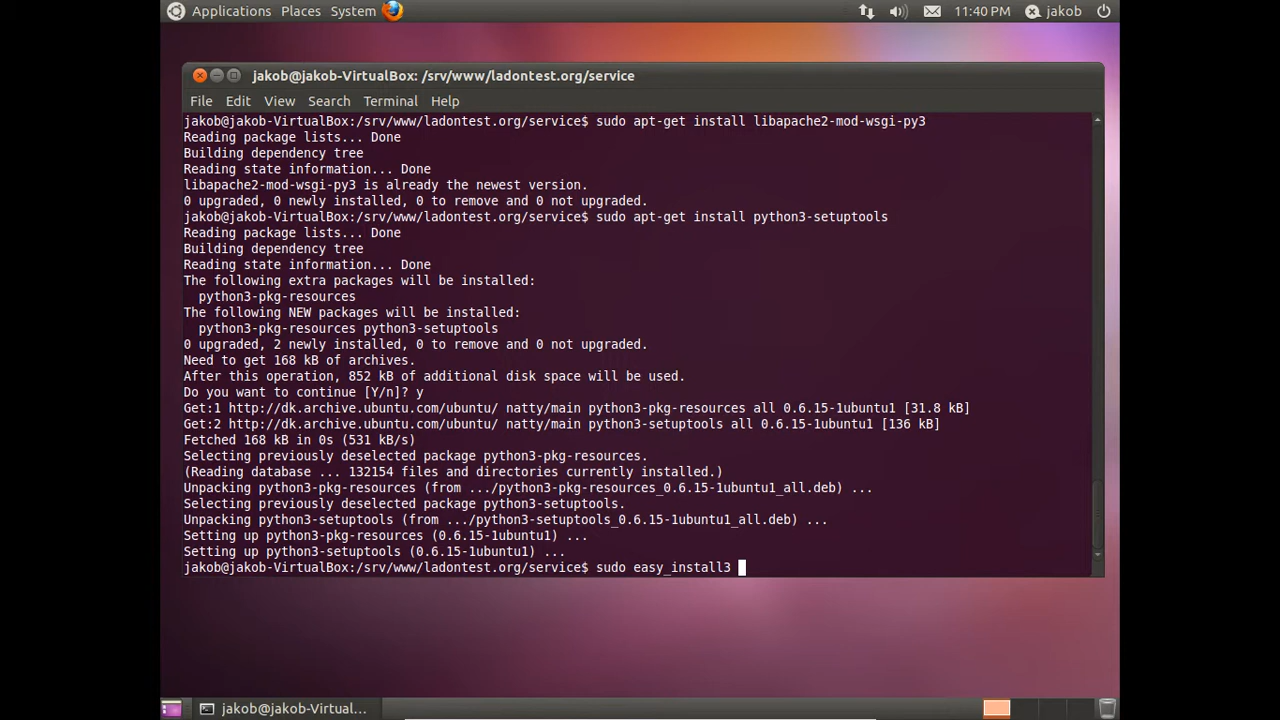 Applications Places System 11:40 PM jakob
jakob@jakob-VirtualBox: /srv/www/ladontest.org/service
File Edit View Search Terminal Help
jakob@jakob-VirtualBox:/srv/www/ladontest.org/service$ sudo apt-get install libapache2-mod-wsgi-py3
Reading package lists... Done
Building dependency tree
Reading state information... Done
libapache2-mod-wsgi-py3 is already the newest version.
0 upgraded, 0 newly installed, 0 to remove and 0 not upgraded.
jakob@jakob-VirtualBox:/srv/www/ladontest.org/service$ sudo apt-get install python3-setuptools
Reading package lists... Done
Building dependency tree
Reading state information... Done
The following extra packages will be installed:
  python3-pkg-resources
The following NEW packages will be installed:
  python3-pkg-resources python3-setuptools
0 upgraded, 2 newly installed, 0 to remove and 0 not upgraded.
Need to get 168 kB of archives.
After this operation, 852 kB of additional disk space will be used.
Do you want to continue [Y/n]? y
Get:1 http://dk.archive.ubuntu.com/ubuntu/ natty/main python3-pkg-resources all 0.6.15-1ubuntu1 [31.8 kB]
Get:2 http://dk.archive.ubuntu.com/ubuntu/ natty/main python3-setuptools all 0.6.15-1ubuntu1 [136 kB]
Fetched 168 kB in 0s (531 kB/s)
Selecting previously deselected package python3-pkg-resources.
(Reading database ... 132154 files and directories currently installed.)
Unpacking python3-pkg-resources (from .../python3-pkg-resources_0.6.15-1ubuntu1_all.deb) ...
Selecting previously deselected package python3-setuptools.
Unpacking python3-setuptools (from .../python3-setuptools_0.6.15-1ubuntu1_all.deb) ...
Setting up python3-pkg-resources (0.6.15-1ubuntu1) ...
Setting up python3-setuptools (0.6.15-1ubuntu1) ...
jakob@jakob-VirtualBox:/srv/www/ladontest.org/service$ sudo easy_install3
jakob@jakob-Virtual...